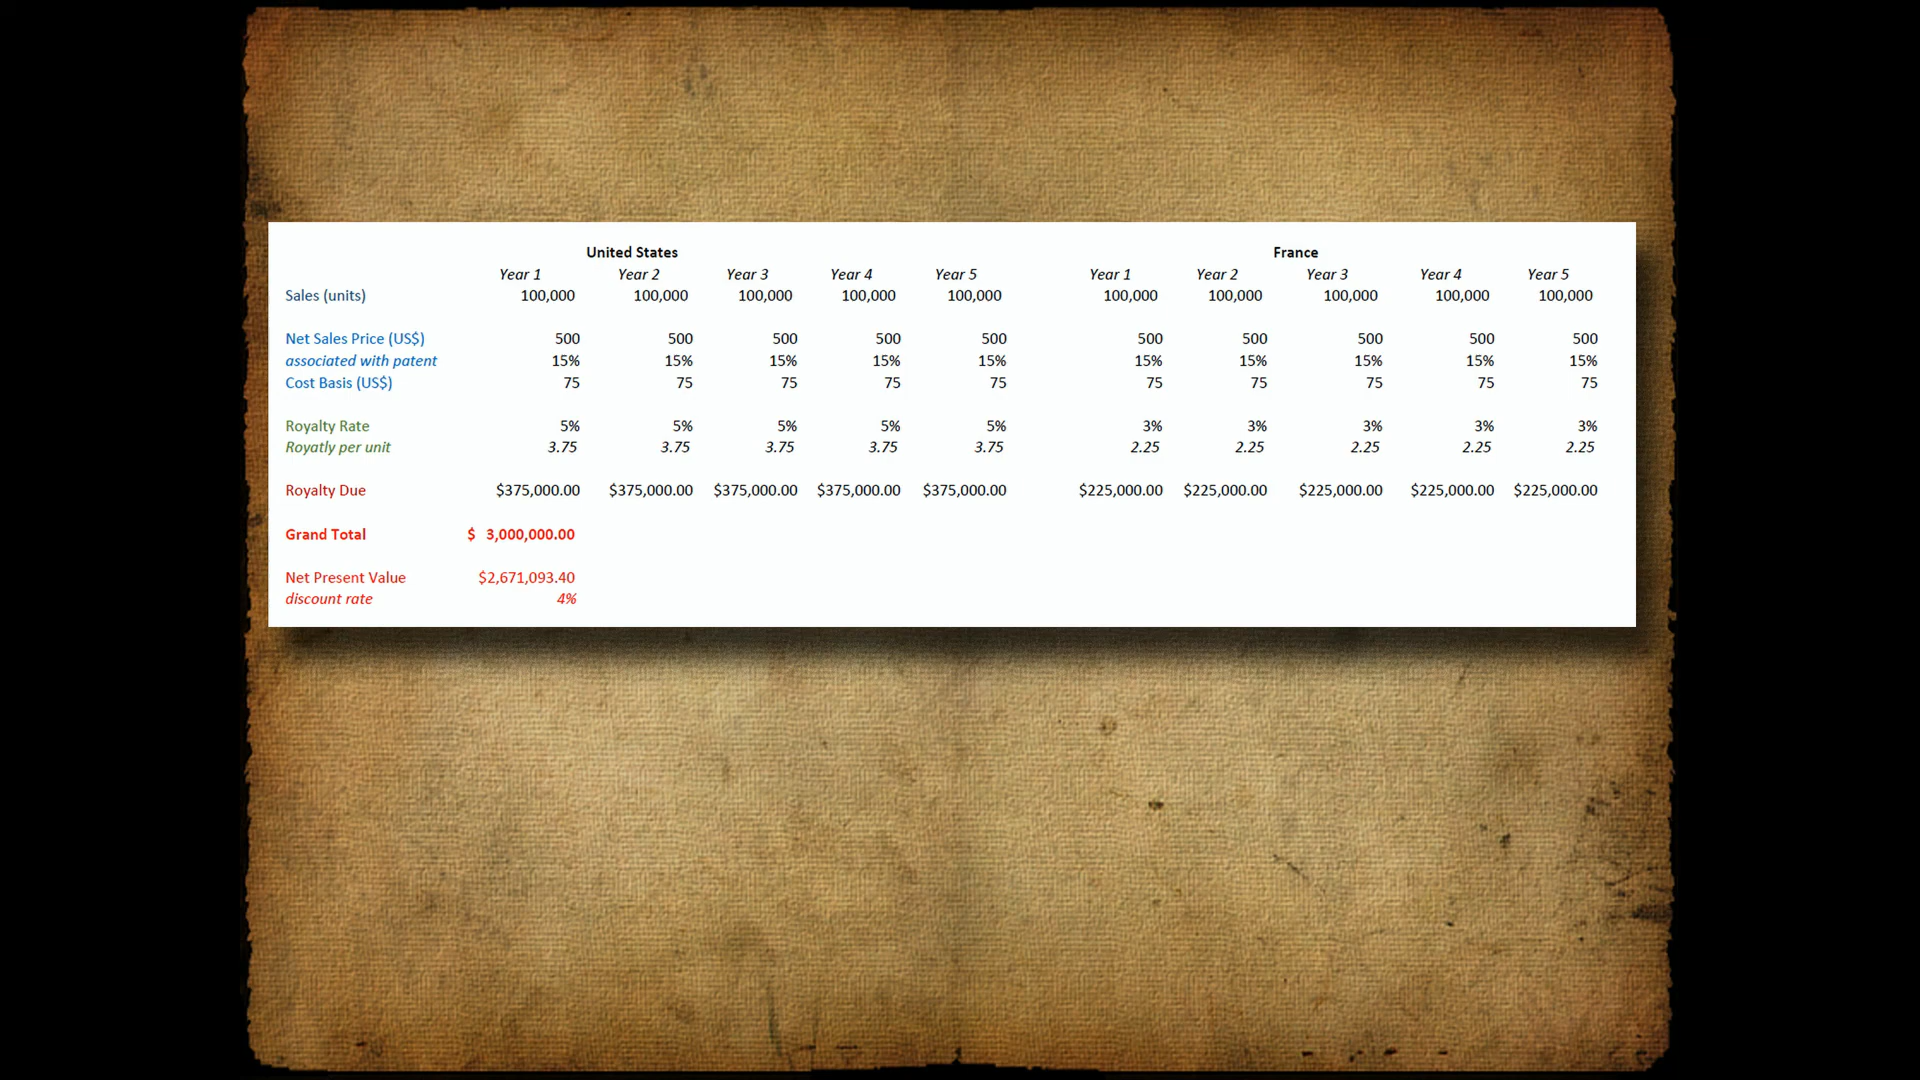 United States France
Year 1 Year 2 Year 3 Year 4 Year 5 Year 1 Year 2 Year 3 Year 4 Year 5
Sales (units) 100,000 100,000 100,000 100,000 100,000 100,000 100,000 100,000 100,000 100,000
Net Sales Price (US$) 500 500 500 500 500 500 500 500 500 500
associated with patent 15% 15% 15% 15% 15% 15% 15% 15% 15% 15%
Cost Basis (US$) 75 75 75 75 75 75 75 75 75 75
Royalty Rate 5% 5% 5% 5% 5% 3% 3% 3% 3% 3%
Royatly per unit 3.75 3.75 3.75 3.75 3.75 2.25 2.25 2.25 2.25 2.25
Royalty Due $375,000.00 $375,000.00 $375,000.00 $375,000.00 $375,000.00 $225,000.00 $225,000.00 $225,000.00 $225,000.00 $225,000.00
Grand Total $ 3,000,000.00
Net Present Value $2,671,093.40
discount rate 4%